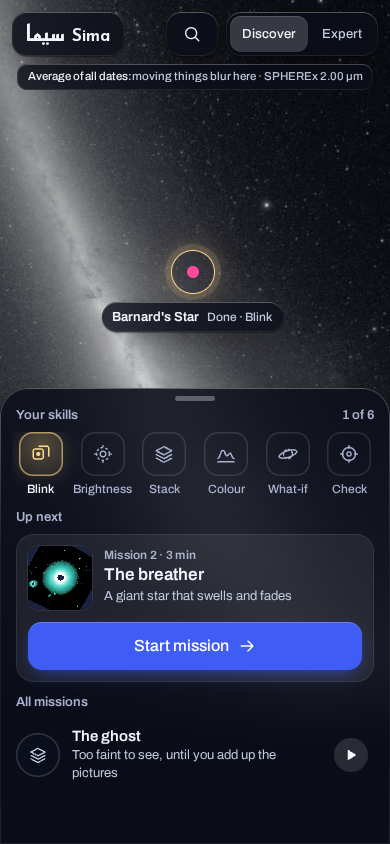 سيما Sima
Discover
Expert
Average of all dates: moving things blur here · SPHEREx 2.00 µm
Barnard's Star Done · Blink
Your skills
1 of 6
Blink
Brightness
Stack
Colour
What-if
Check
Up next
Mission 2 · 3 min
The breather
A giant star that swells and fades
Start mission →
All missions
The ghost
Too faint to see, until you add up the
pictures